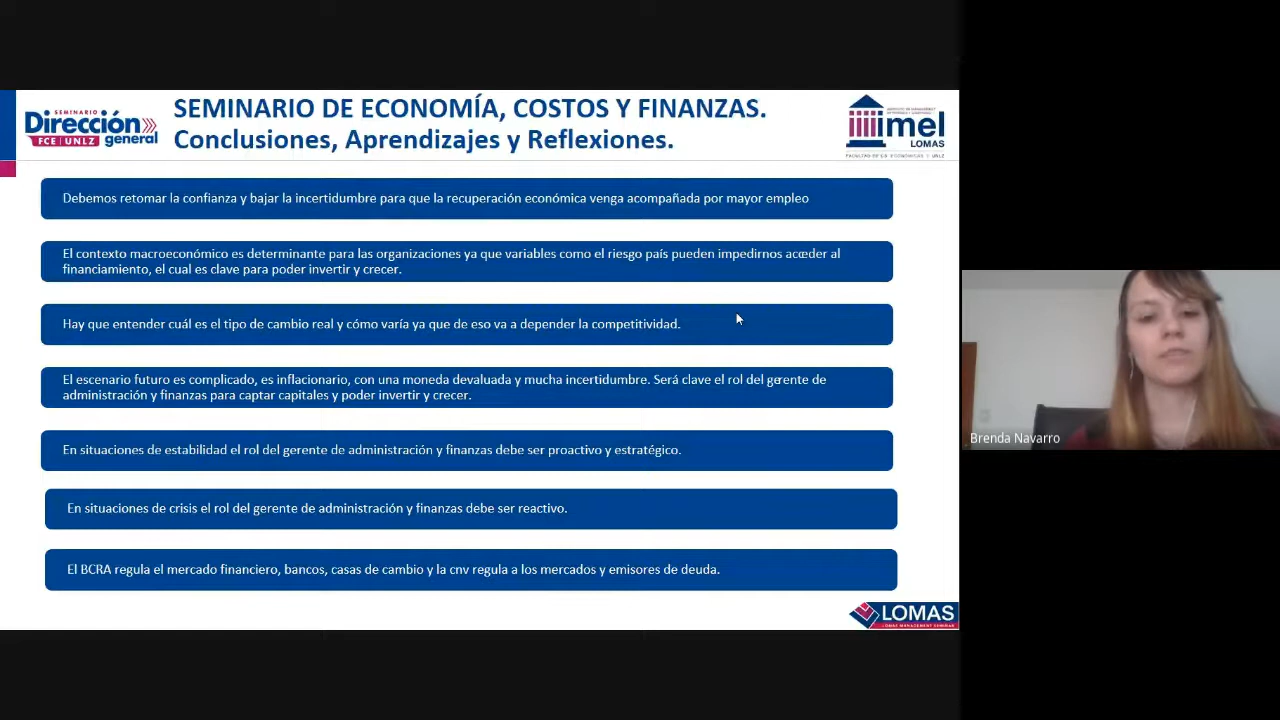 SEMINARIO
Dirección
general
FCE | UNLZ
SEMINARIO DE ECONOMÍA, COSTOS Y FINANZAS.
Conclusiones, Aprendizajes y Reflexiones.
imel
LOMAS
Debemos retomar la confianza y bajar la incertidumbre para que la recuperación económica venga acompañada por mayor empleo
El contexto macroeconómico es determinante para las organizaciones ya que variables como el riesgo país pueden impedirnos acceder al
financiamiento, el cual es clave para poder invertir y crecer.
Hay que entender cuál es el tipo de cambio real y cómo varía ya que de eso va a depender la competitividad.
El escenario futuro es complicado, es inflacionario, con una moneda devaluada y mucha incertidumbre. Será clave el rol del gerente de
administración y finanzas para captar capitales y poder invertir y crecer.
En situaciones de estabilidad el rol del gerente de administración y finanzas debe ser proactivo y estratégico.
En situaciones de crisis el rol del gerente de administración y finanzas debe ser reactivo.
El BCRA regula el mercado financiero, bancos, casas de cambio y la cnv regula a los mercados y emisores de deuda.
LOMAS
Brenda Navarro